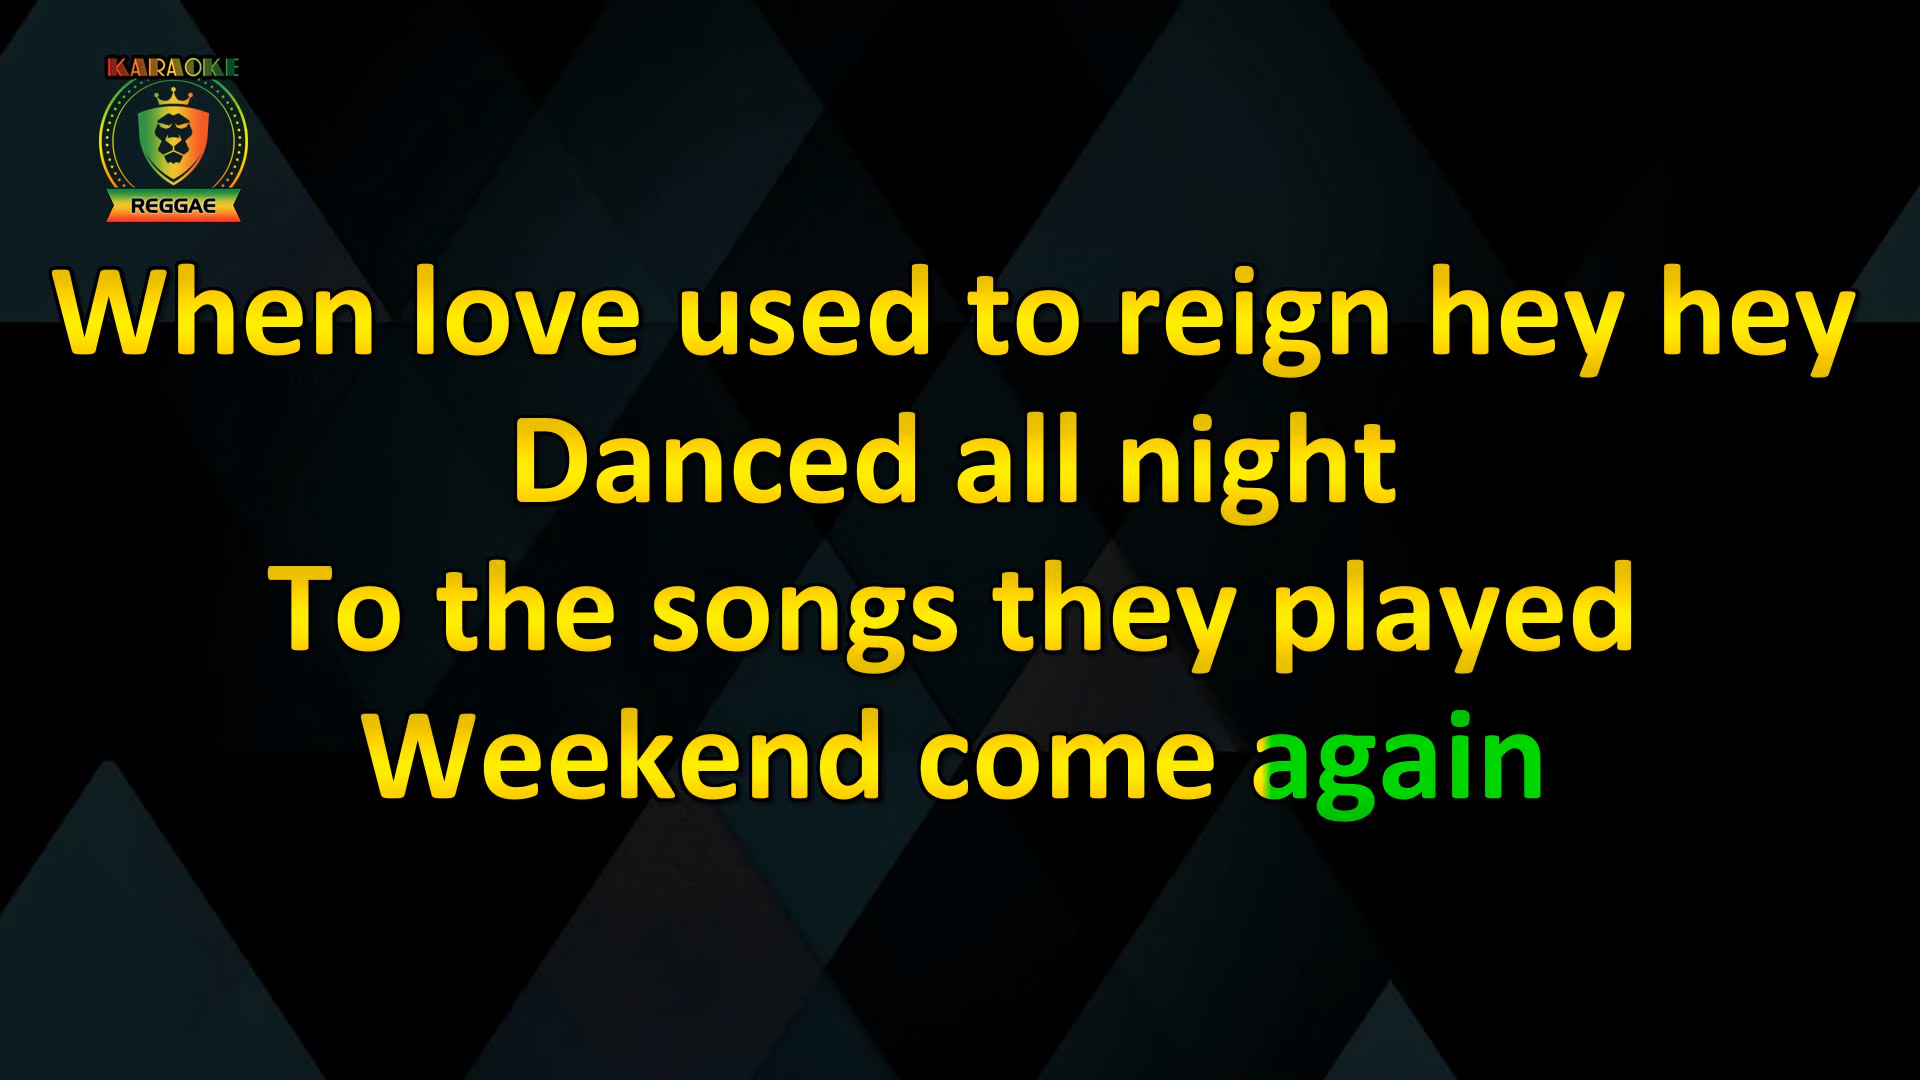 KARAOKE
REGGAE
When love used to reign hey hey
Danced all night
To the songs they played
Weekend come again